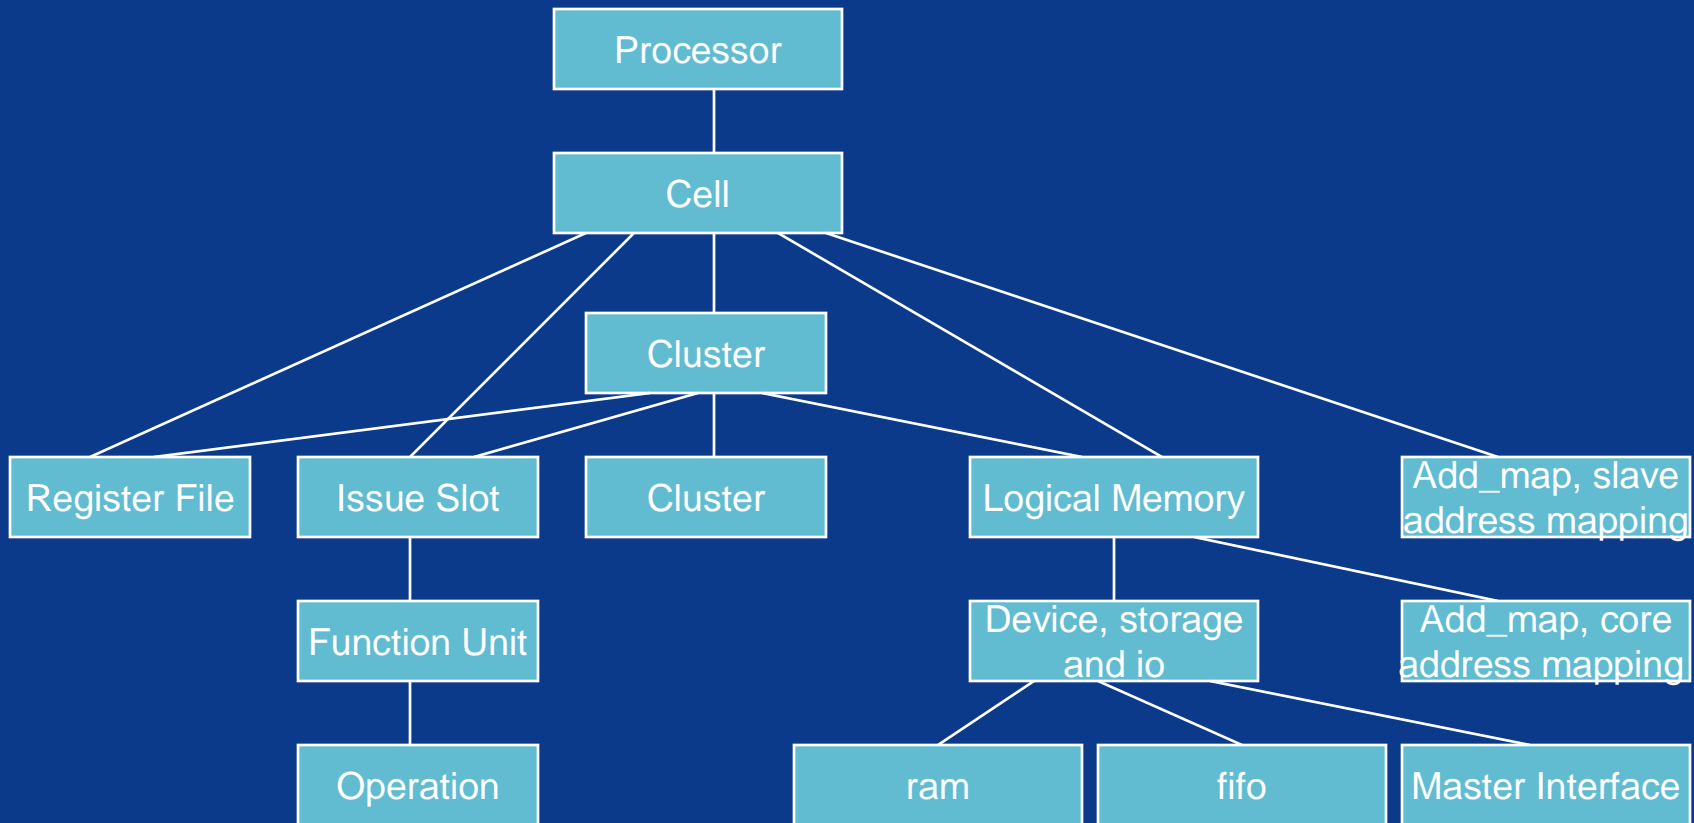 Processor
Cell
Cluster
Register File
Issue Slot
Cluster
Logical Memory
Add_map, slave
address mapping
Function Unit
Device, storage
and io
Add_map, core
address mapping
Operation
ram
fifo
Master Interface